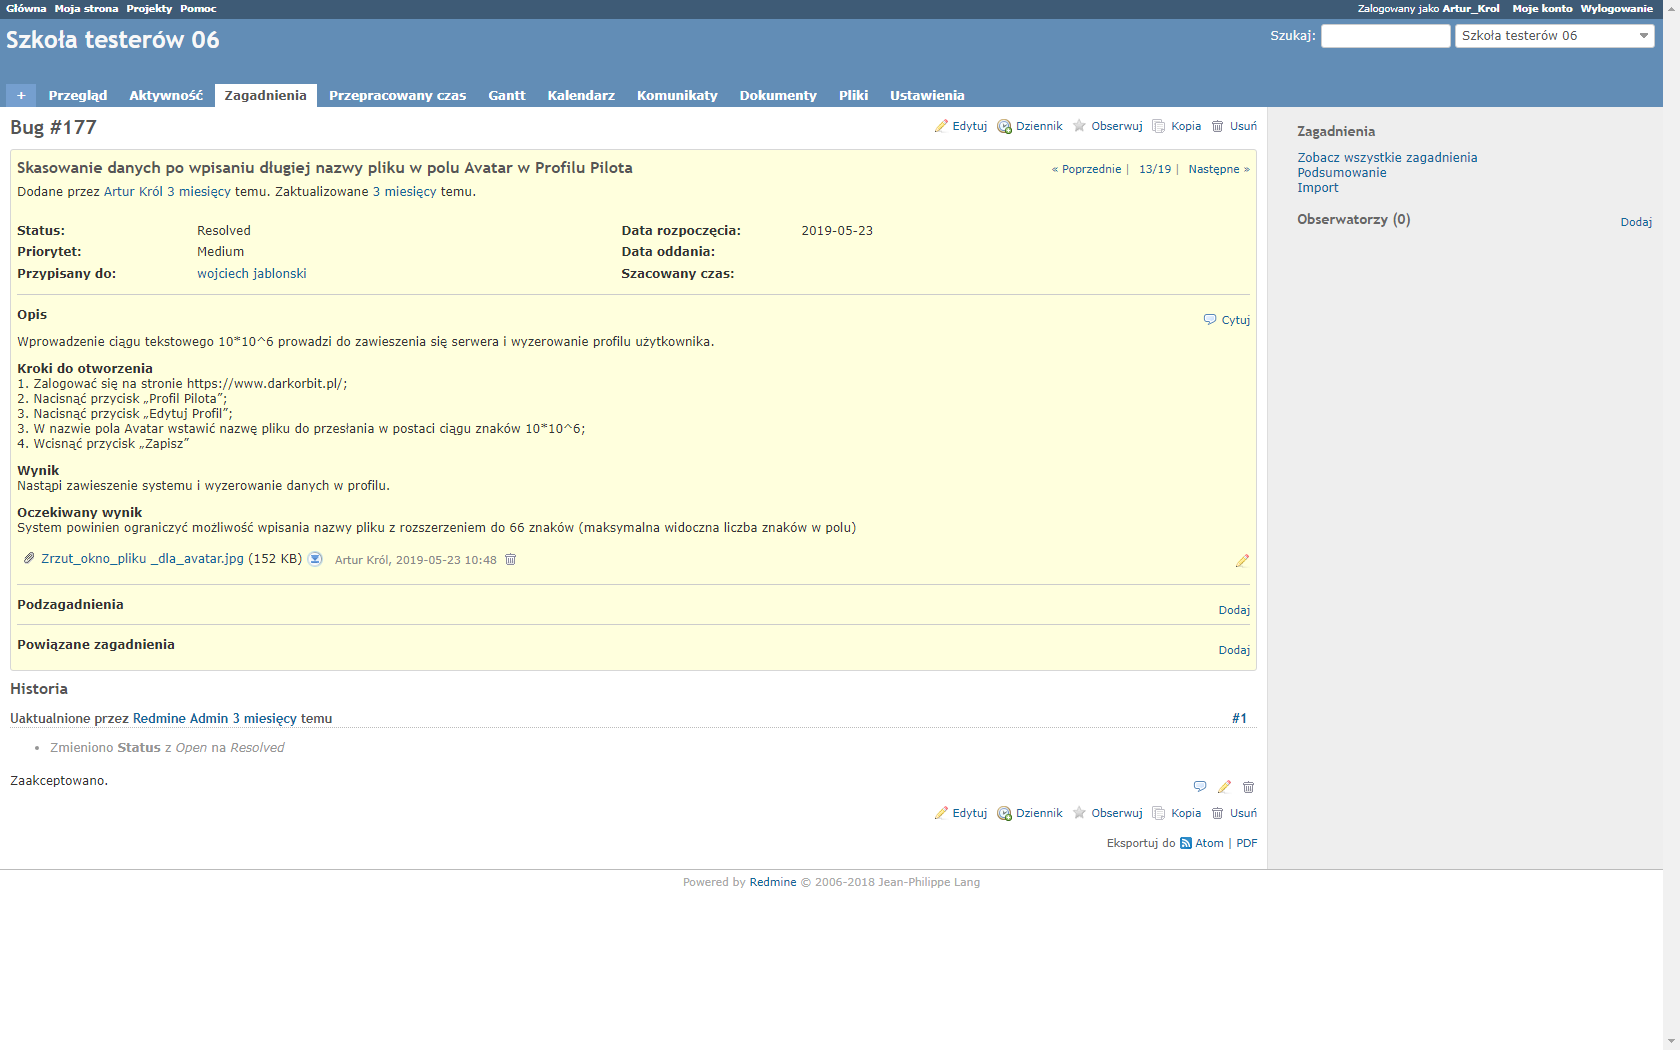 Główna Moja strona Projekty Pomoc
Zalogowany jako Artur_Krol Moje konto Wylogowanie
Szkoła testerów 06
Szukaj: Szkoła testerów 06
+ Przegląd Aktywność Zagadnienia Przepracowany czas Gantt Kalendarz Komunikaty Dokumenty Pliki Ustawienia
Bug #177
Edytuj Dziennik Obserwuj Kopia Usuń
Skasowanie danych po wpisaniu długiej nazwy pliku w polu Avatar w Profilu Pilota
« Poprzednie | 13/19 | Następne »
Dodane przez Artur Król 3 miesięcy temu. Zaktualizowane 3 miesięcy temu.
Status: Resolved Data rozpoczęcia: 2019-05-23
Priorytet: Medium Data oddania:
Przypisany do: wojciech jablonski Szacowany czas:
Opis
Cytuj
Wprowadzenie ciągu tekstowego 10*10^6 prowadzi do zawieszenia się serwera i wyzerowanie profilu użytkownika.
Kroki do otworzenia
1. Zalogować się na stronie https://www.darkorbit.pl/;
2. Nacisnąć przycisk „Profil Pilota”;
3. Nacisnąć przycisk „Edytuj Profil”;
3. W nazwie pola Avatar wstawić nazwę pliku do przesłania w postaci ciągu znaków 10*10^6;
4. Wcisnąć przycisk „Zapisz”
Wynik
Nastąpi zawieszenie systemu i wyzerowanie danych w profilu.
Oczekiwany wynik
System powinien ograniczyć możliwość wpisania nazwy pliku z rozszerzeniem do 66 znaków (maksymalna widoczna liczba znaków w polu)
Zrzut_okno_pliku _dla_avatar.jpg (152 KB) Artur Król, 2019-05-23 10:48
Podzagadnienia
Dodaj
Powiązane zagadnienia
Dodaj
Historia
Uaktualnione przez Redmine Admin 3 miesięcy temu
#1
• Zmieniono Status z Open na Resolved
Zaakceptowano.
Edytuj Dziennik Obserwuj Kopia Usuń
Eksportuj do Atom | PDF
Zagadnienia
Zobacz wszystkie zagadnienia
Podsumowanie
Import
Obserwatorzy (0)
Dodaj
Powered by Redmine © 2006-2018 Jean-Philippe Lang